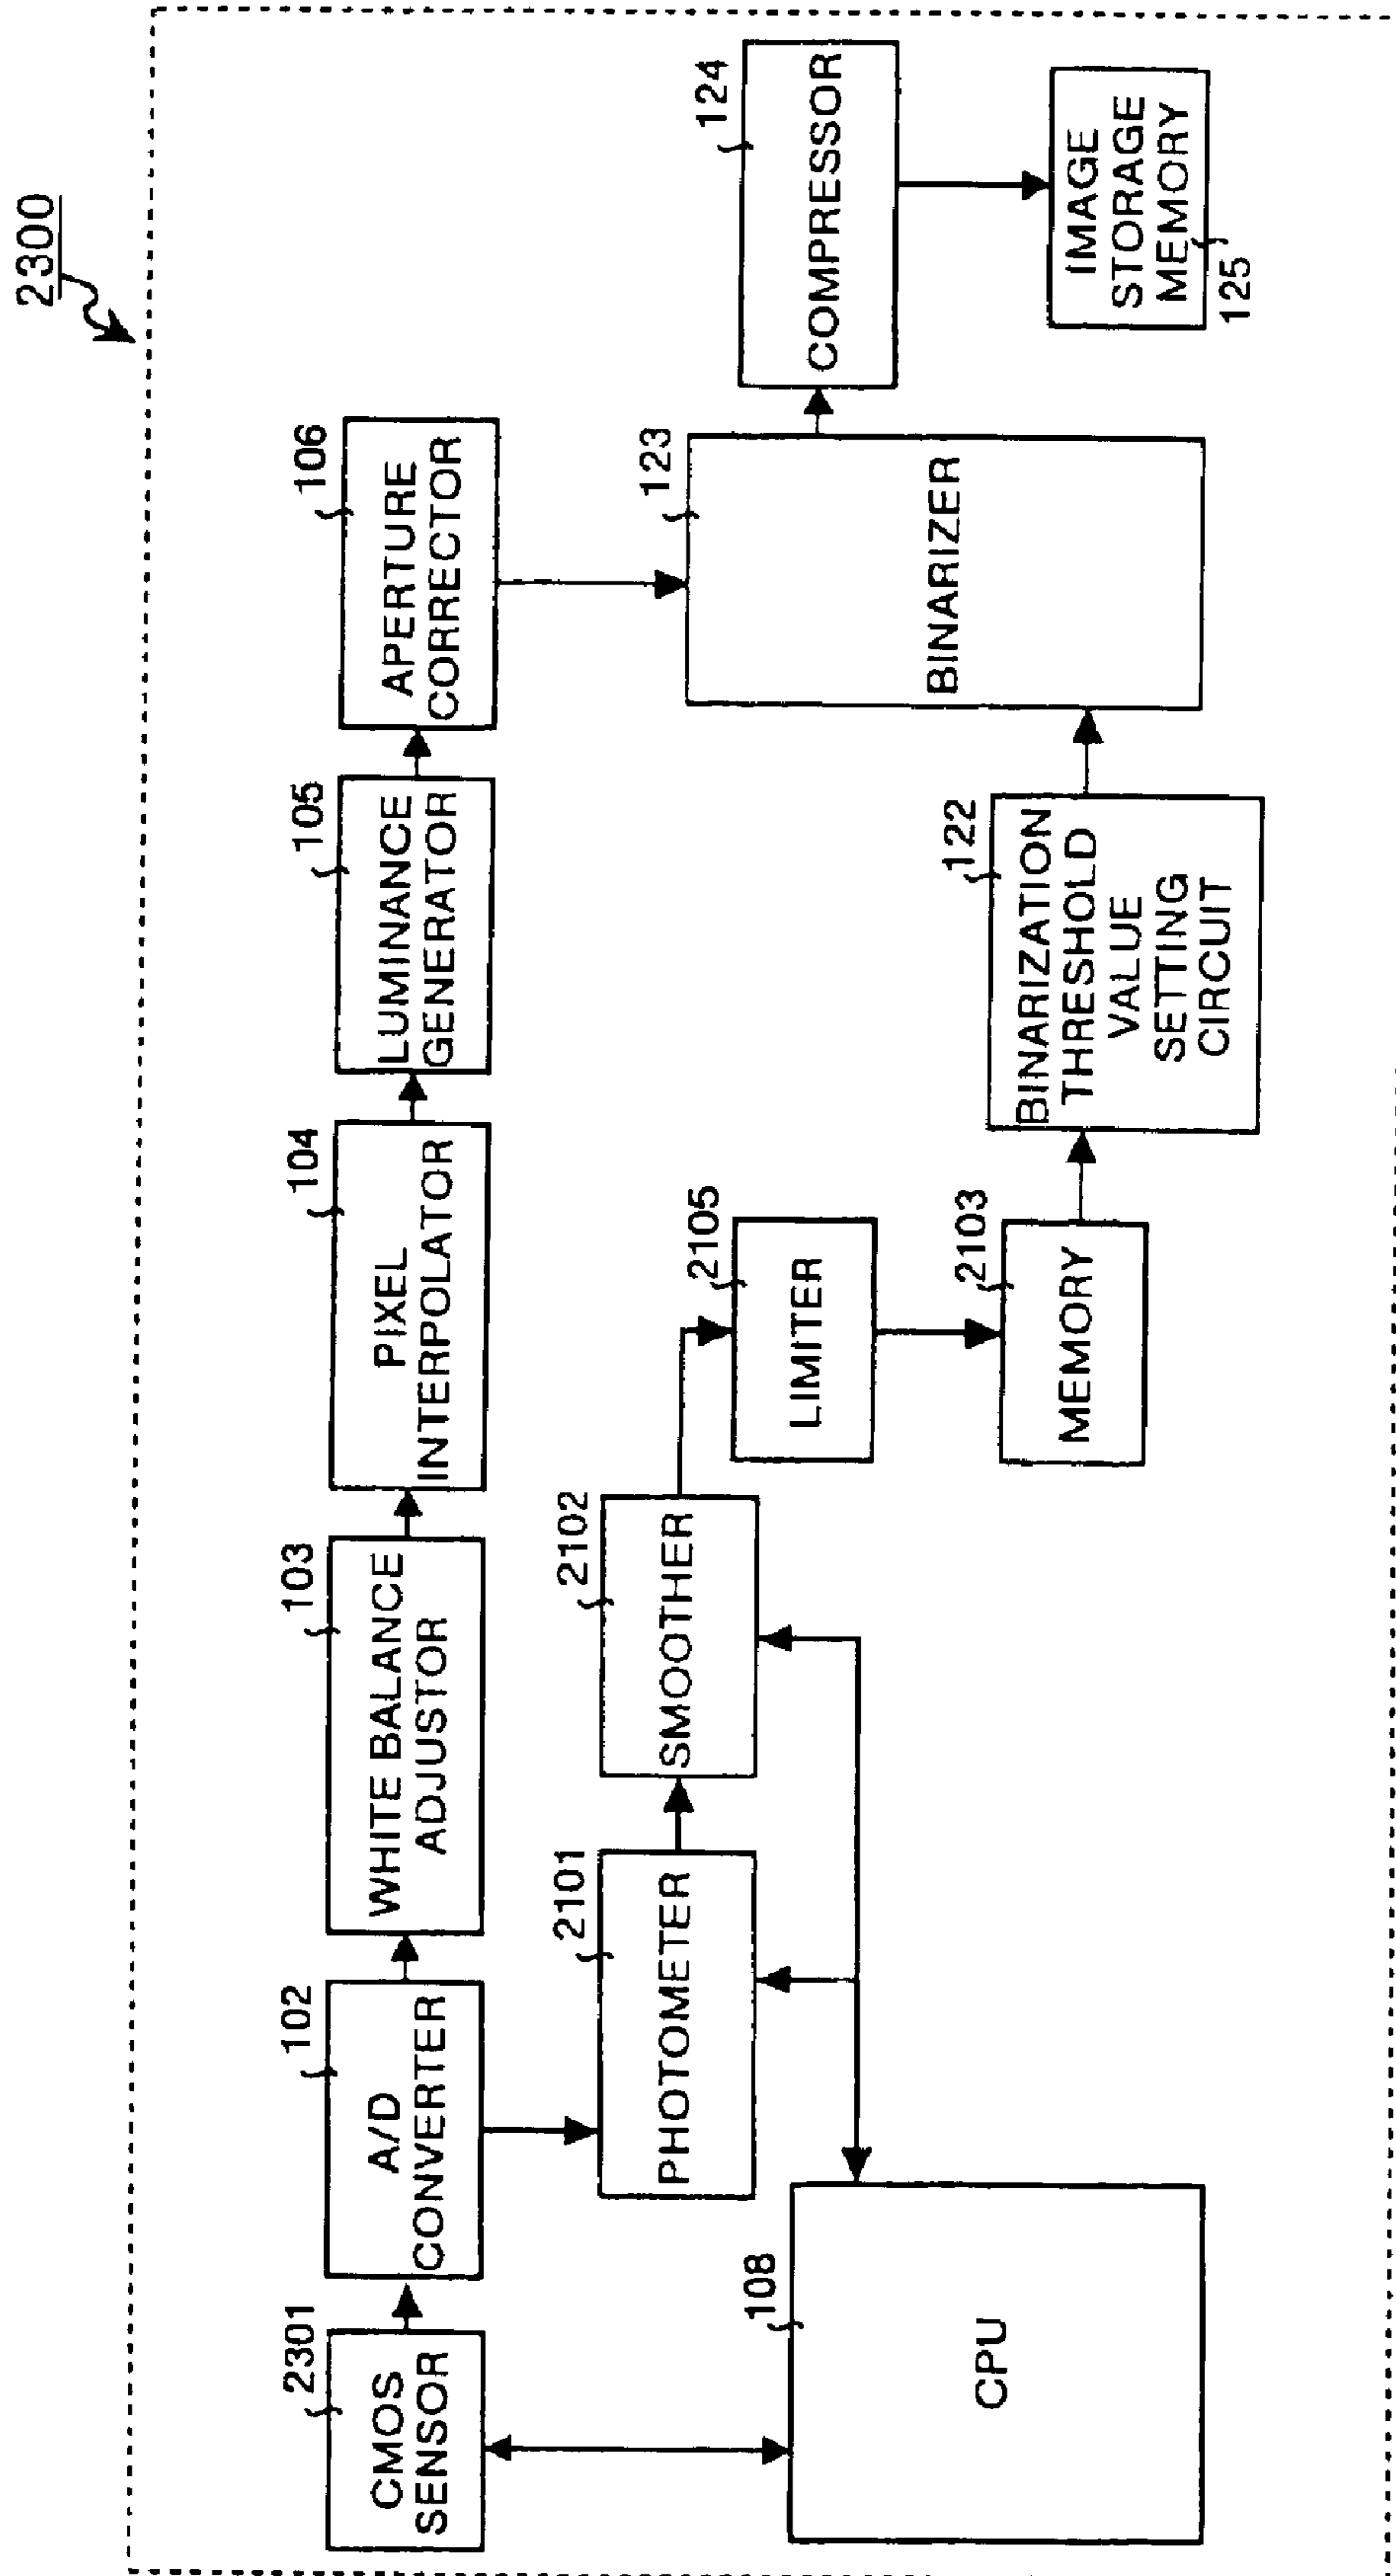 2300
2301
CMOS
SENSOR
102
A/D
CONVERTER
103
WHITE BALANCE
ADJUSTOR
104
PIXEL
INTERPOLATOR
105
LUMINANCE
GENERATOR
106
APERTURE
CORRECTOR
2101
PHOTOMETER
2102
SMOOTHER
2105
LIMITER
2103
MEMORY
108
CPU
122
BINARIZATION
THRESHOLD
VALUE
SETTING
CIRCUIT
123
BINARIZER
124
COMPRESSOR
IMAGE
STORAGE
MEMORY
125